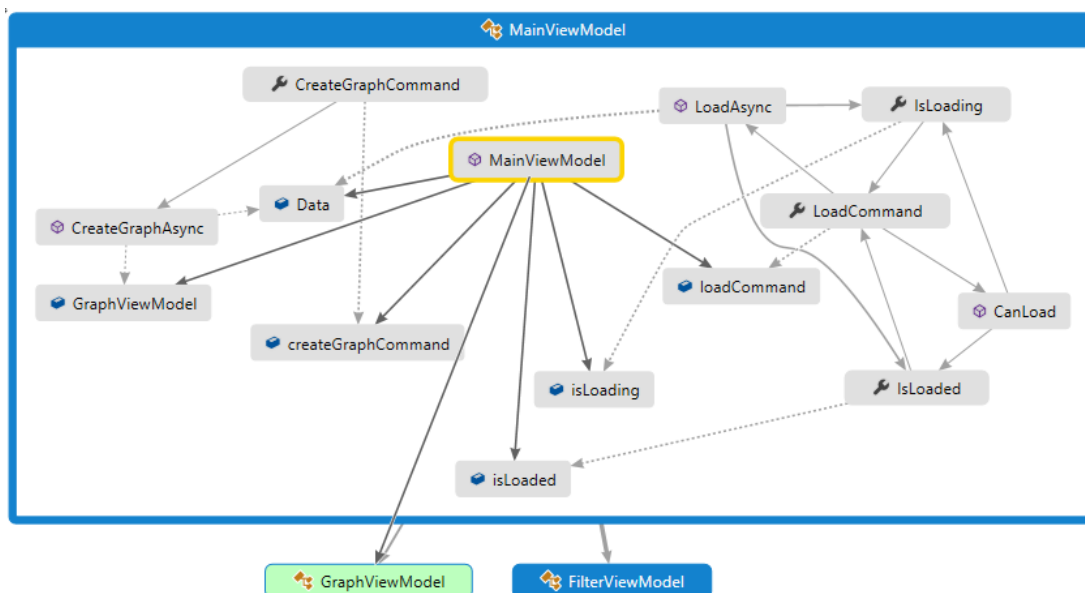 MainViewModel
CreateGraphCommand
LoadAsync
IsLoading
MainViewModel
Data
LoadCommand
CreateGraphAsync
loadCommand
GraphViewModel
CanLoad
createGraphCommand
isLoading
IsLoaded
isLoaded
GraphViewModel
FilterViewModel